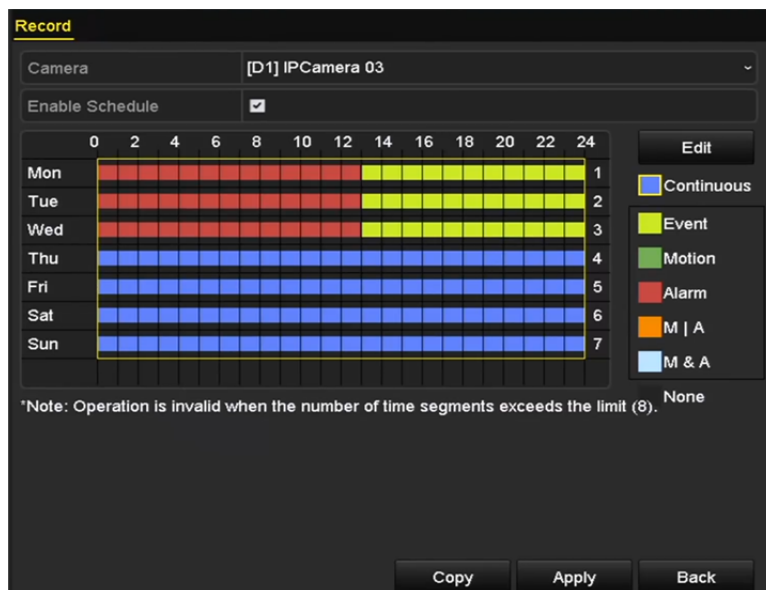 Record
Camera [D1] IPCamera 03
Enable Schedule
0 2 4 6 8 10 12 14 16 18 20 22 24
Edit
Mon 1
Continuous
Tue 2
Wed 3
Event
Thu 4
Motion
Fri 5
Alarm
Sat 6
M | A
Sun 7
M & A
None
*Note: Operation is invalid when the number of time segments exceeds the limit (8).
Copy Apply Back